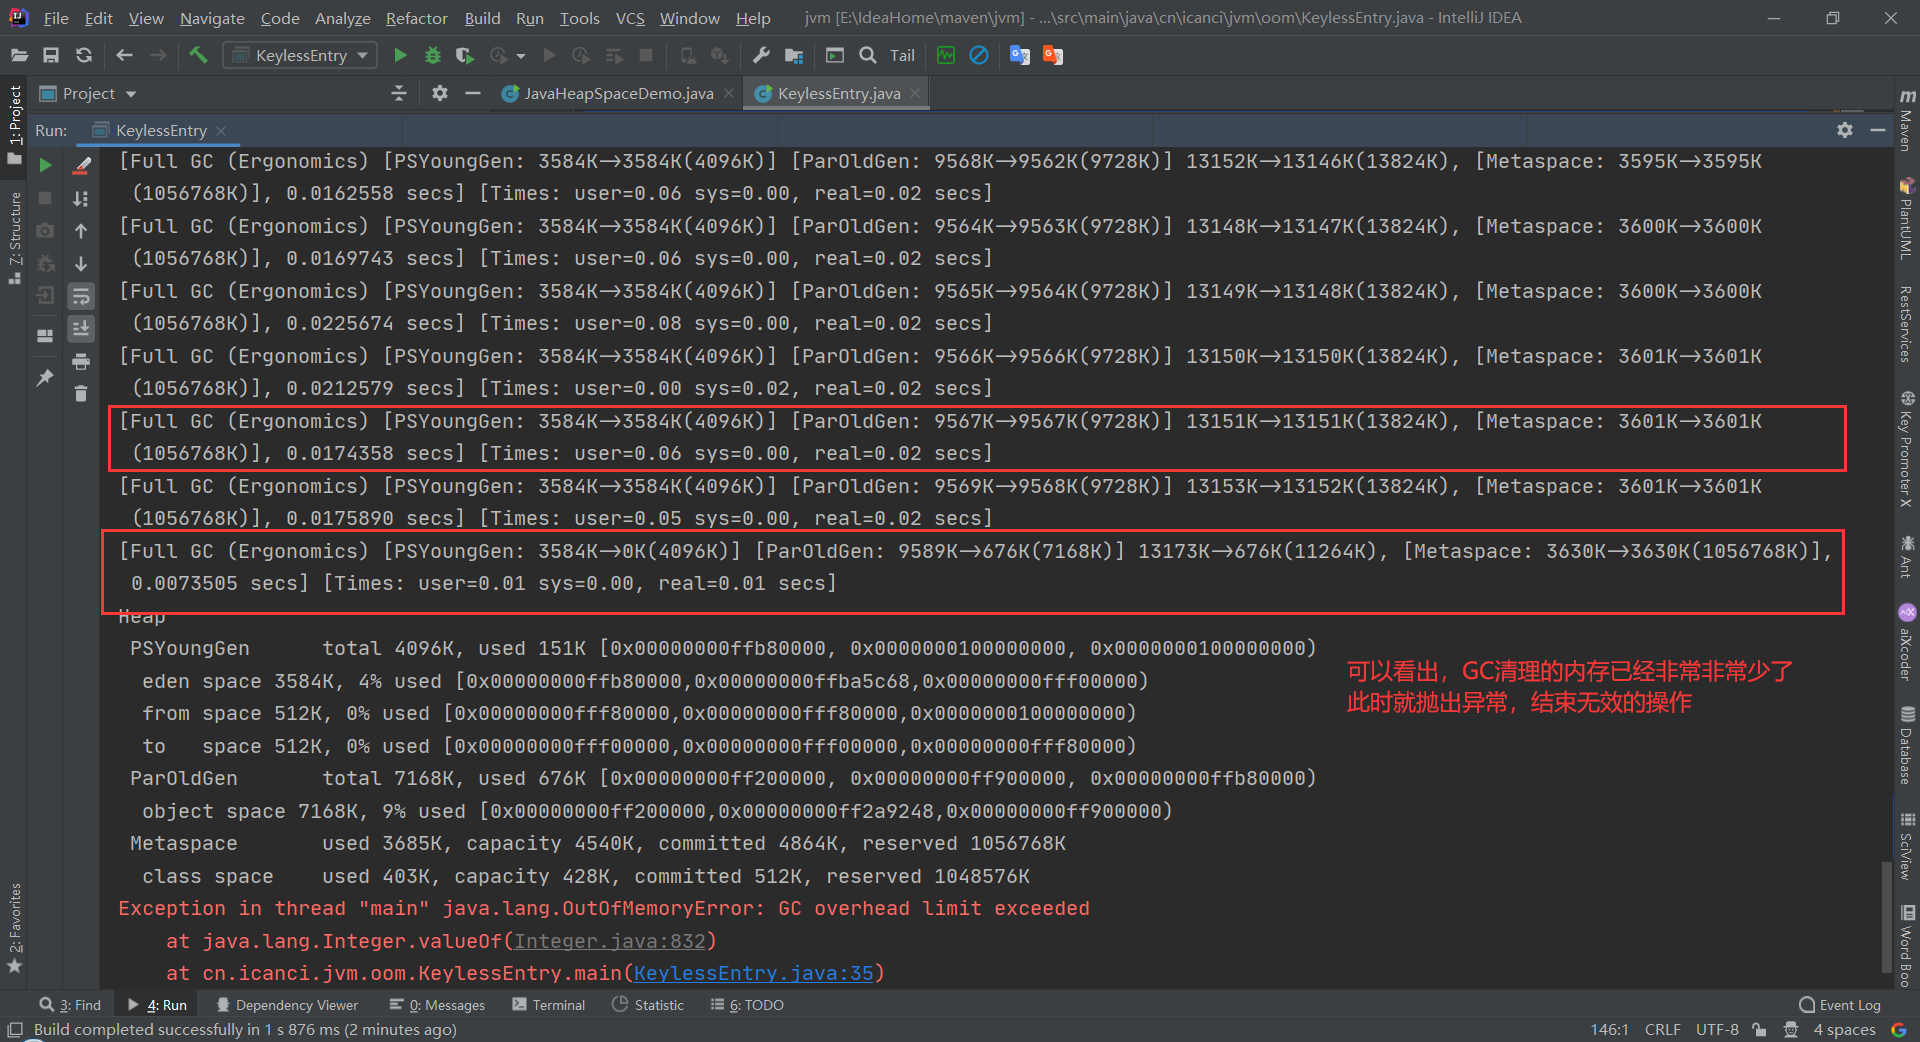 File Edit View Navigate Code Analyze Refactor Build Run Tools VCS Window Help jvm [E:\IdeaHome\maven\jvm] - ...\src\main\java\cn\icanci\jvm\oom\KeylessEntry.java - IntelliJ IDEA
KeylessEntry Tail
Project JavaHeapSpaceDemo.java KeylessEntry.java
Run: KeylessEntry
[Full GC (Ergonomics) [PSYoungGen: 3584K->3584K(4096K)] [ParOldGen: 9568K->9562K(9728K)] 13152K->13146K(13824K), [Metaspace: 3595K->3595K
(1056768K)], 0.0162558 secs] [Times: user=0.06 sys=0.00, real=0.02 secs]
[Full GC (Ergonomics) [PSYoungGen: 3584K->3584K(4096K)] [ParOldGen: 9564K->9563K(9728K)] 13148K->13147K(13824K), [Metaspace: 3600K->3600K
(1056768K)], 0.0169743 secs] [Times: user=0.06 sys=0.00, real=0.02 secs]
[Full GC (Ergonomics) [PSYoungGen: 3584K->3584K(4096K)] [ParOldGen: 9565K->9564K(9728K)] 13149K->13148K(13824K), [Metaspace: 3600K->3600K
(1056768K)], 0.0225674 secs] [Times: user=0.08 sys=0.00, real=0.02 secs]
[Full GC (Ergonomics) [PSYoungGen: 3584K->3584K(4096K)] [ParOldGen: 9566K->9566K(9728K)] 13150K->13150K(13824K), [Metaspace: 3601K->3601K
(1056768K)], 0.0212579 secs] [Times: user=0.00 sys=0.02, real=0.02 secs]
[Full GC (Ergonomics) [PSYoungGen: 3584K->3584K(4096K)] [ParOldGen: 9567K->9567K(9728K)] 13151K->13151K(13824K), [Metaspace: 3601K->3601K
(1056768K)], 0.0174358 secs] [Times: user=0.06 sys=0.00, real=0.02 secs]
[Full GC (Ergonomics) [PSYoungGen: 3584K->3584K(4096K)] [ParOldGen: 9569K->9568K(9728K)] 13153K->13152K(13824K), [Metaspace: 3601K->3601K
(1056768K)], 0.0175890 secs] [Times: user=0.05 sys=0.00, real=0.02 secs]
[Full GC (Ergonomics) [PSYoungGen: 3584K->0K(4096K)] [ParOldGen: 9589K->676K(7168K)] 13173K->676K(11264K), [Metaspace: 3630K->3630K(1056768K)],
0.0073505 secs] [Times: user=0.01 sys=0.00, real=0.01 secs]
Heap
PSYoungGen total 4096K, used 151K [0x00000000ffb80000, 0x0000000100000000, 0x0000000100000000)
eden space 3584K, 4% used [0x00000000ffb80000,0x00000000ffba5c68,0x00000000fff00000)
from space 512K, 0% used [0x00000000fff80000,0x00000000fff80000,0x0000000100000000)
to space 512K, 0% used [0x00000000fff00000,0x00000000fff00000,0x00000000fff80000)
ParOldGen total 7168K, used 676K [0x00000000ff200000, 0x00000000ff900000, 0x00000000ffb80000)
object space 7168K, 9% used [0x00000000ff200000,0x00000000ff2a9248,0x00000000ff900000)
Metaspace used 3685K, capacity 4540K, committed 4864K, reserved 1056768K
class space used 403K, capacity 428K, committed 512K, reserved 1048576K
Exception in thread "main" java.lang.OutOfMemoryError: GC overhead limit exceeded
at java.lang.Integer.valueOf(Integer.java:832)
at cn.icanci.jvm.oom.KeylessEntry.main(KeylessEntry.java:35)
可以看出，GC清理的内存已经非常非常少了
此时就抛出异常，结束无效的操作
1: Project
7: Structure
2: Favorites
m Maven
PlantUML
RestServices
Key Promoter X
Ant
aiXcoder
Database
SciView
Word Boo
3: Find 4: Run Dependency Viewer 0: Messages Terminal Statistic 6: TODO Event Log
Build completed successfully in 1 s 876 ms (2 minutes ago) 146:1 CRLF UTF-8 4 spaces